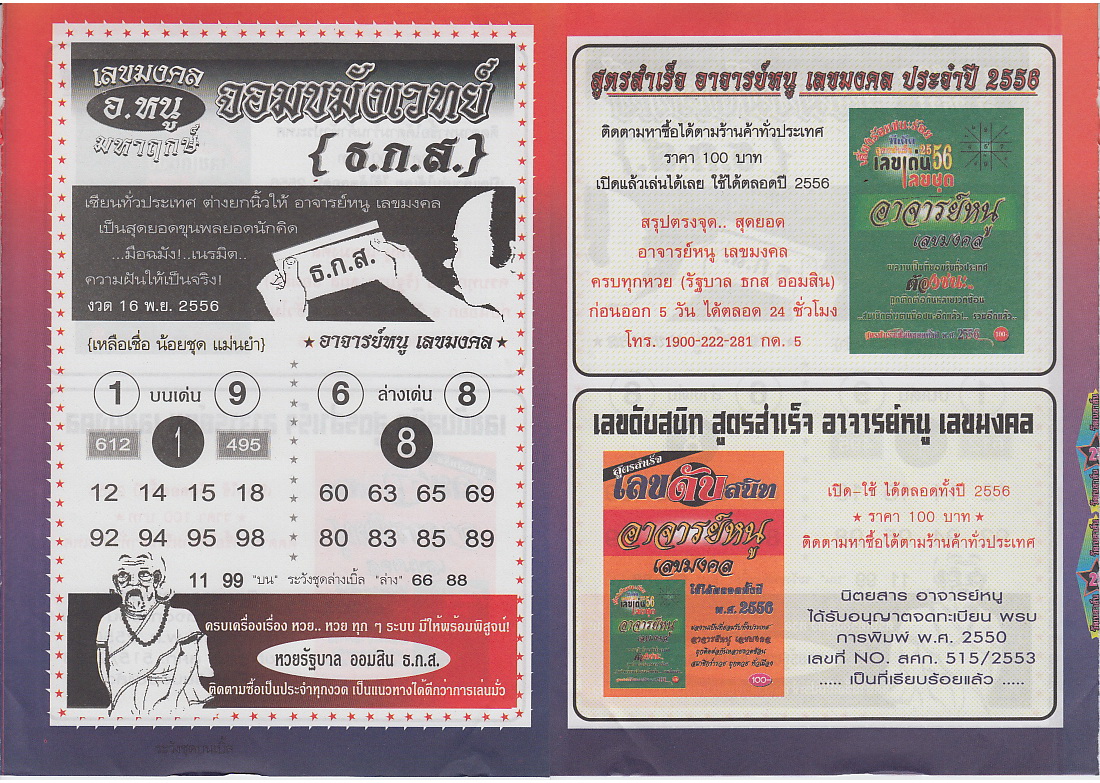 เลขมงคล
อ.หนู
มหาฤกษ์
จอมขมังเวทย์
{ ธ.ก.ส.}
เซียนทั่วประเทศ ต่างยกนิ้วให้ อาจารย์หนู เลขมงคล
เป็นสุดยอดขุนพลยอดนักคิด
...มือฉมัง!..เนรมิต..
ความฝันให้เป็นจริง!
งวด 16 พ.ย. 2556
ธ.ก.ส.
{เหลือเชื่อ น้อยชุด แม่นยำ}
★ อาจารย์หนู เลขมงคล ★
1 บนเด่น 9
612 1 495
12 14 15 18
92 94 95 98
6 ล่างเด่น 8
8
60 63 65 69
80 83 85 89
11 99 "บน" ระวังชุดล่างเบิ้ล "ล่าง" 66 88
ครบเครื่องเรื่อง หวย.. หวย ทุก ๆ ระบบ มีให้พร้อมพิสูจน์!
หวยรัฐบาล ออมสิน ธ.ก.ส.
ติดตามซื้อเป็นประจำทุกงวด เป็นแนวทางได้ดีกว่าการเล่นมั่ว
สูตรสำเร็จ อาจารย์หนู เลขมงคล ประจำปี 2556
ติดตามหาซื้อได้ตามร้านค้าทั่วประเทศ
ราคา 100 บาท
เปิดแล้วเล่นได้เลย ใช้ได้ตลอดปี 2556
สรุปตรงจุด.. สุดยอด
อาจารย์หนู เลขมงคล
ครบทุกหวย (รัฐบาล ธกส ออมสิน)
ก่อนออก 5 วัน ได้ตลอด 24 ชั่วโมง
โทร. 1900-222-281 กด. 5
2556
เลขเด่น
เลขชุด
อาจารย์หนู
เลขมงคล
เลขดับสนิท สูตรสำเร็จ อาจารย์หนู เลขมงคล
สูตรสำเร็จ
เลขดับสนิท
อาจารย์หนู
เลขมงคล
ใช้ได้ตลอดทั้งปี
พ.ศ. 2556
100
เปิด-ใช้ ได้ตลอดทั้งปี 2556
★ ราคา 100 บาท ★
ติดตามหาซื้อได้ตามร้านค้าทั่วประเทศ
นิตยสาร อาจารย์หนู
ได้รับอนุญาตจดทะเบียน พรบ
การพิมพ์ พ.ศ. 2550
เลขที่ NO. สคก. 515/2553
..... เป็นที่เรียบร้อยแล้ว .....